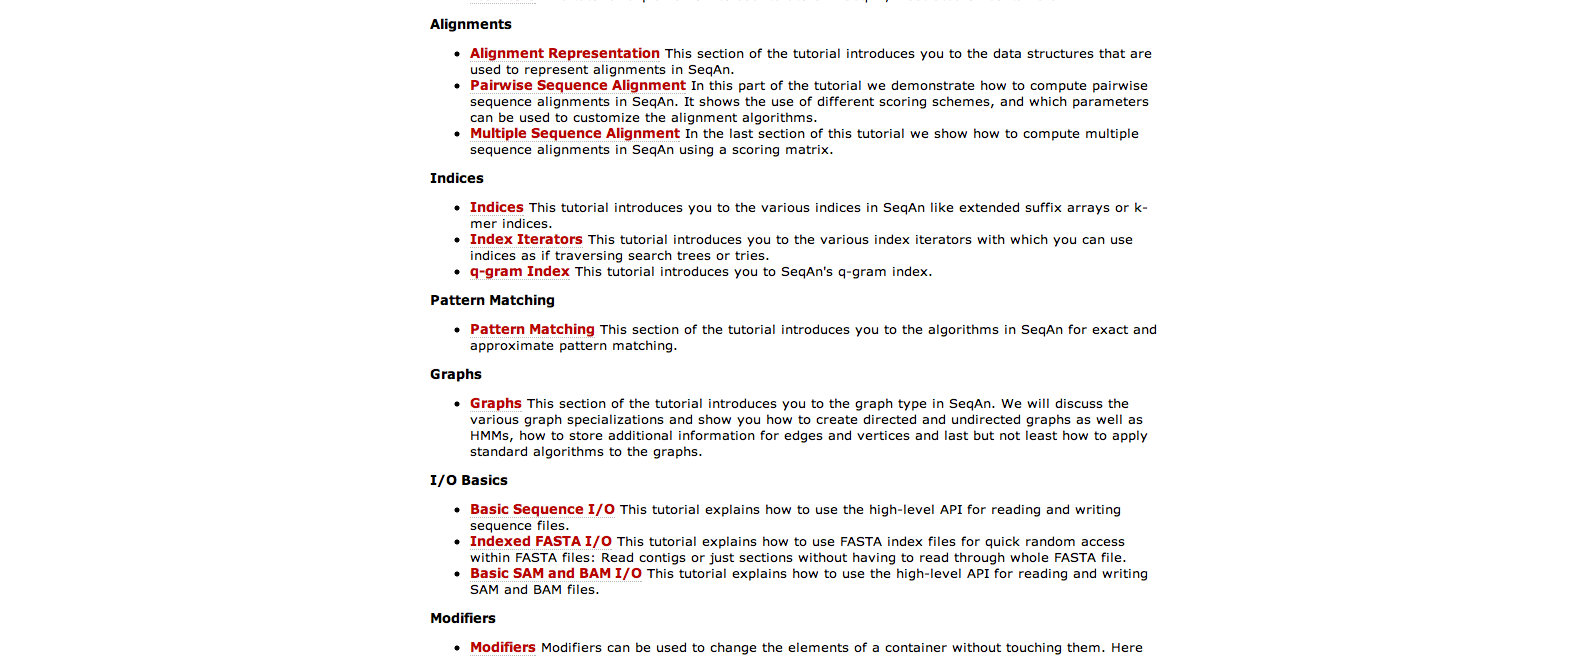 Alignments
Alignment Representation This section of the tutorial introduces you to the data structures that are
used to represent alignments in SeqAn.
Pairwise Sequence Alignment In this part of the tutorial we demonstrate how to compute pairwise
sequence alignments in SeqAn. It shows the use of different scoring schemes, and which parameters
can be used to customize the alignment algorithms.
Multiple Sequence Alignment In the last section of this tutorial we show how to compute multiple
sequence alignments in SeqAn using a scoring matrix.
Indices
Indices This tutorial introduces you to the various indices in SeqAn like extended suffix arrays or k-
mer indices.
Index Iterators This tutorial introduces you to the various index iterators with which you can use
indices as if traversing search trees or tries.
q-gram Index This tutorial introduces you to SeqAn's q-gram index.
Pattern Matching
Pattern Matching This section of the tutorial introduces you to the algorithms in SeqAn for exact and
approximate pattern matching.
Graphs
Graphs This section of the tutorial introduces you to the graph type in SeqAn. We will discuss the
various graph specializations and show you how to create directed and undirected graphs as well as
HMMs, how to store additional information for edges and vertices and last but not least how to apply
standard algorithms to the graphs.
I/O Basics
Basic Sequence I/O This tutorial explains how to use the high-level API for reading and writing
sequence files.
Indexed FASTA I/O This tutorial explains how to use FASTA index files for quick random access
within FASTA files: Read contigs or just sections without having to read through whole FASTA file.
Basic SAM and BAM I/O This tutorial explains how to use the high-level API for reading and writing
SAM and BAM files.
Modifiers
Modifiers Modifiers can be used to change the elements of a container without touching them. Here